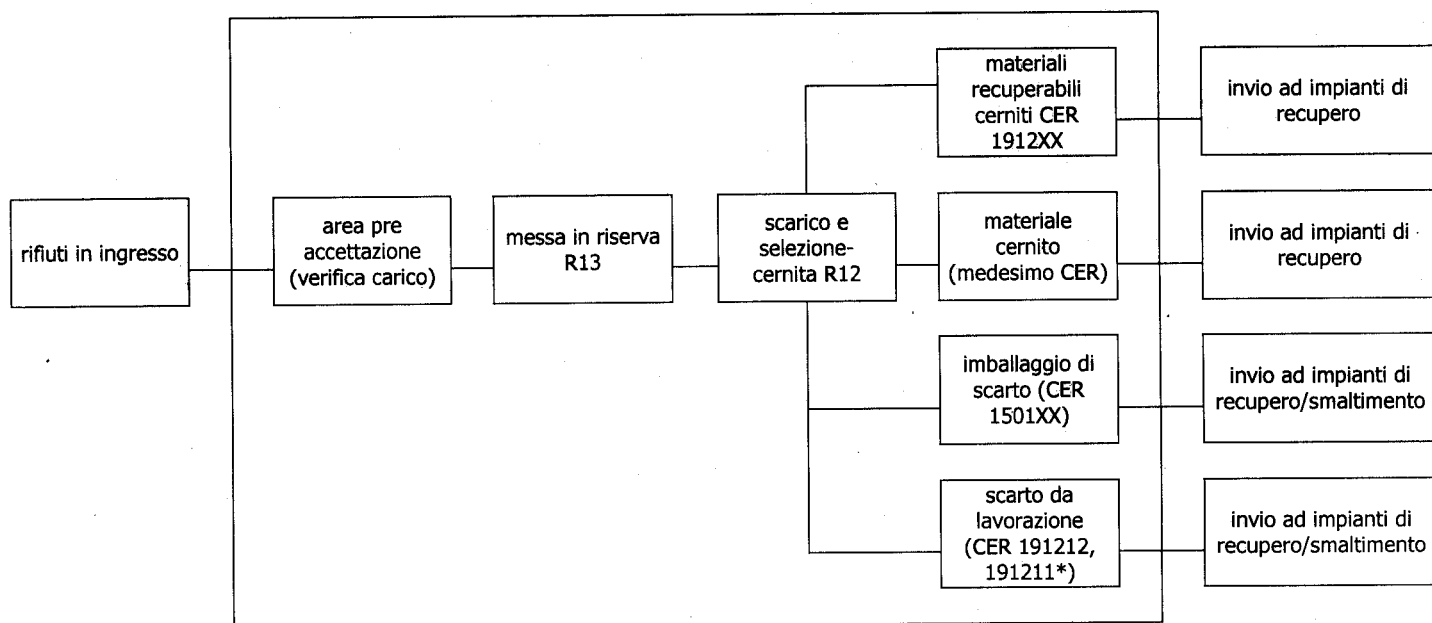 rifiuti in ingresso
area pre
accettazione
(verifica carico)
messa in riserva
R13
scarico e
selezione-
cernita R12
materiali
recuperabili
cerniti CER
1912XX
invio ad impianti di
recupero
materiale
cernito
(medesimo CER)
invio ad impianti di
recupero
imballaggio di
scarto (CER
1501XX)
invio ad impianti di
recupero/smaltimento
scarto da
lavorazione
(CER 191212,
191211*)
invio ad impianti di
recupero/smaltimento